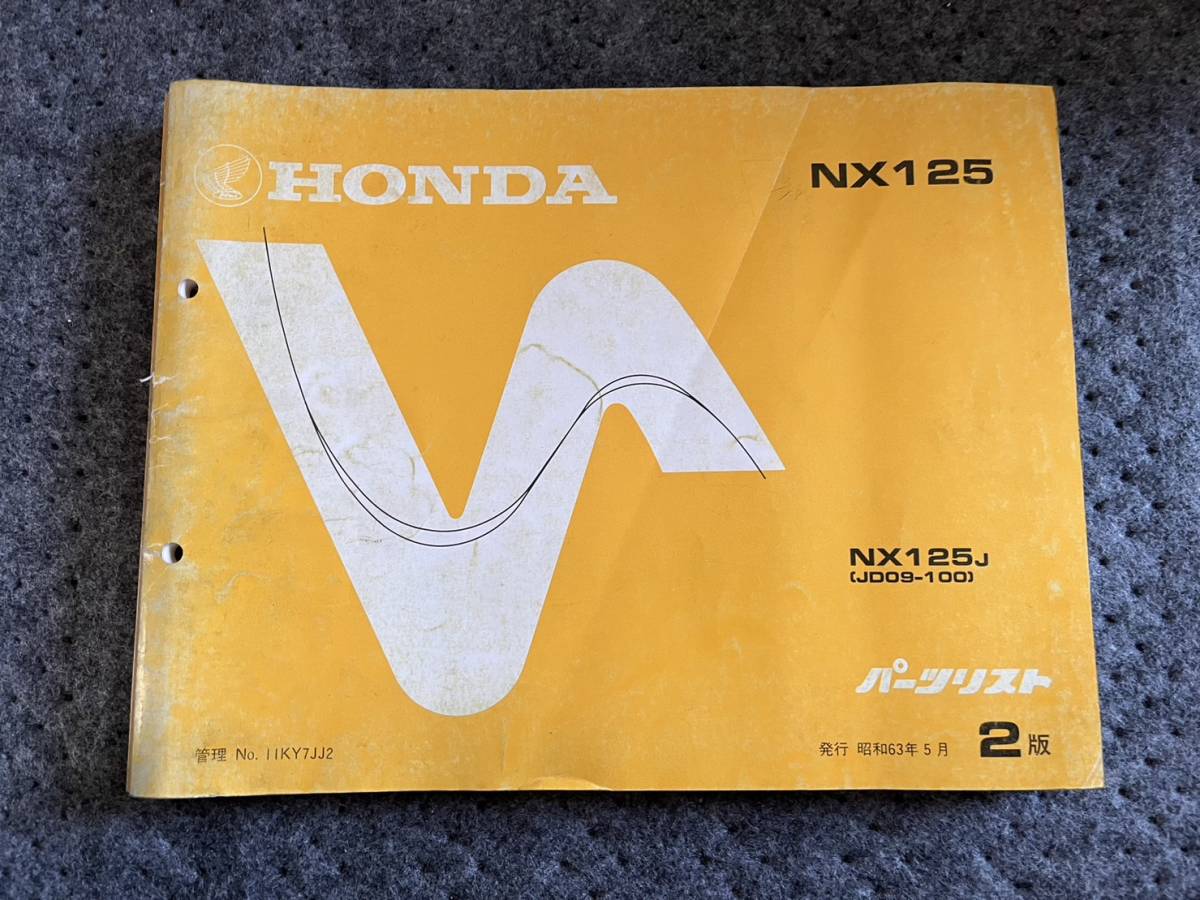 HONDA
NX125
NX125J
(JD09-100)
パーツリスト
2版
発行 昭和63年5月
管理 No. 11KY7JJ2